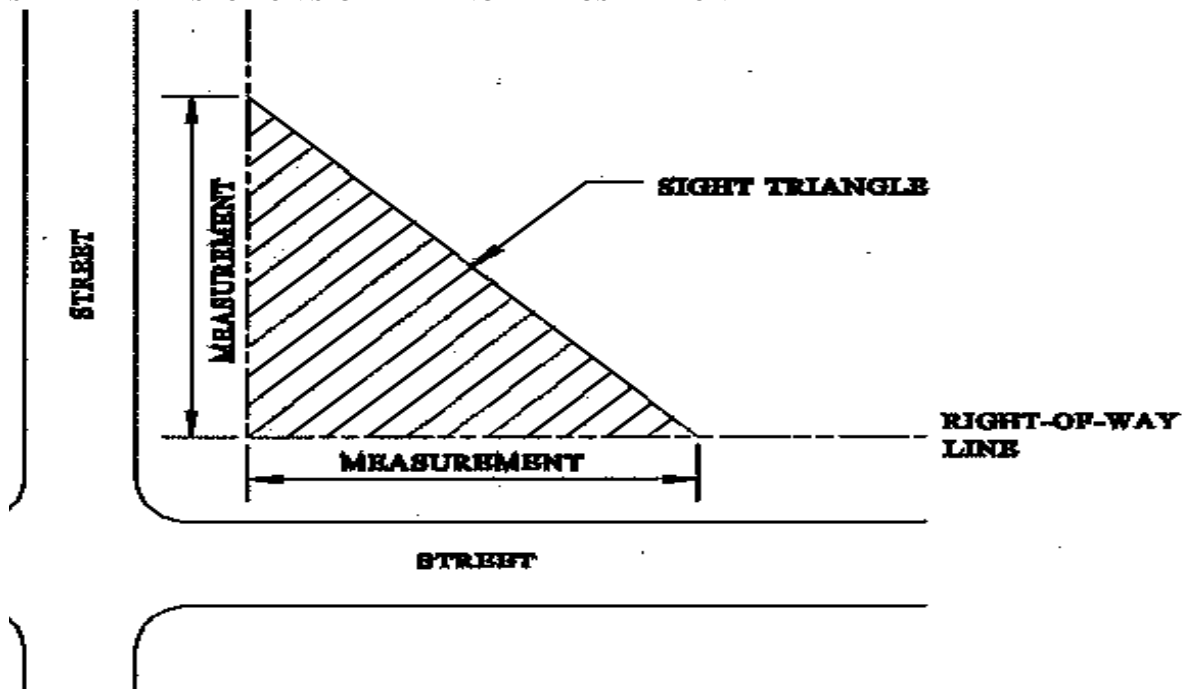 SIGHT TRIANGLE
MEASUREMENT
STREET
RIGHT-OF-WAY
LINE
MEASUREMENT
STREET